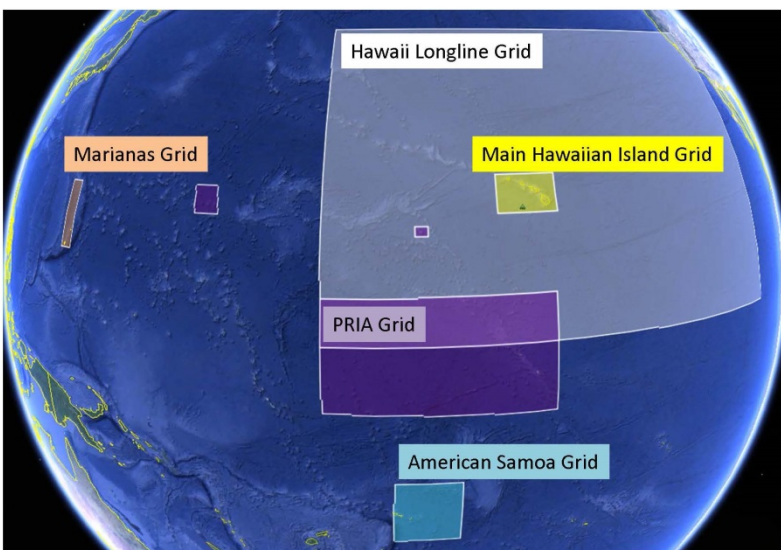 Hawaii Longline Grid
Marianas Grid
Main Hawaiian Island Grid
PRIA Grid
American Samoa Grid